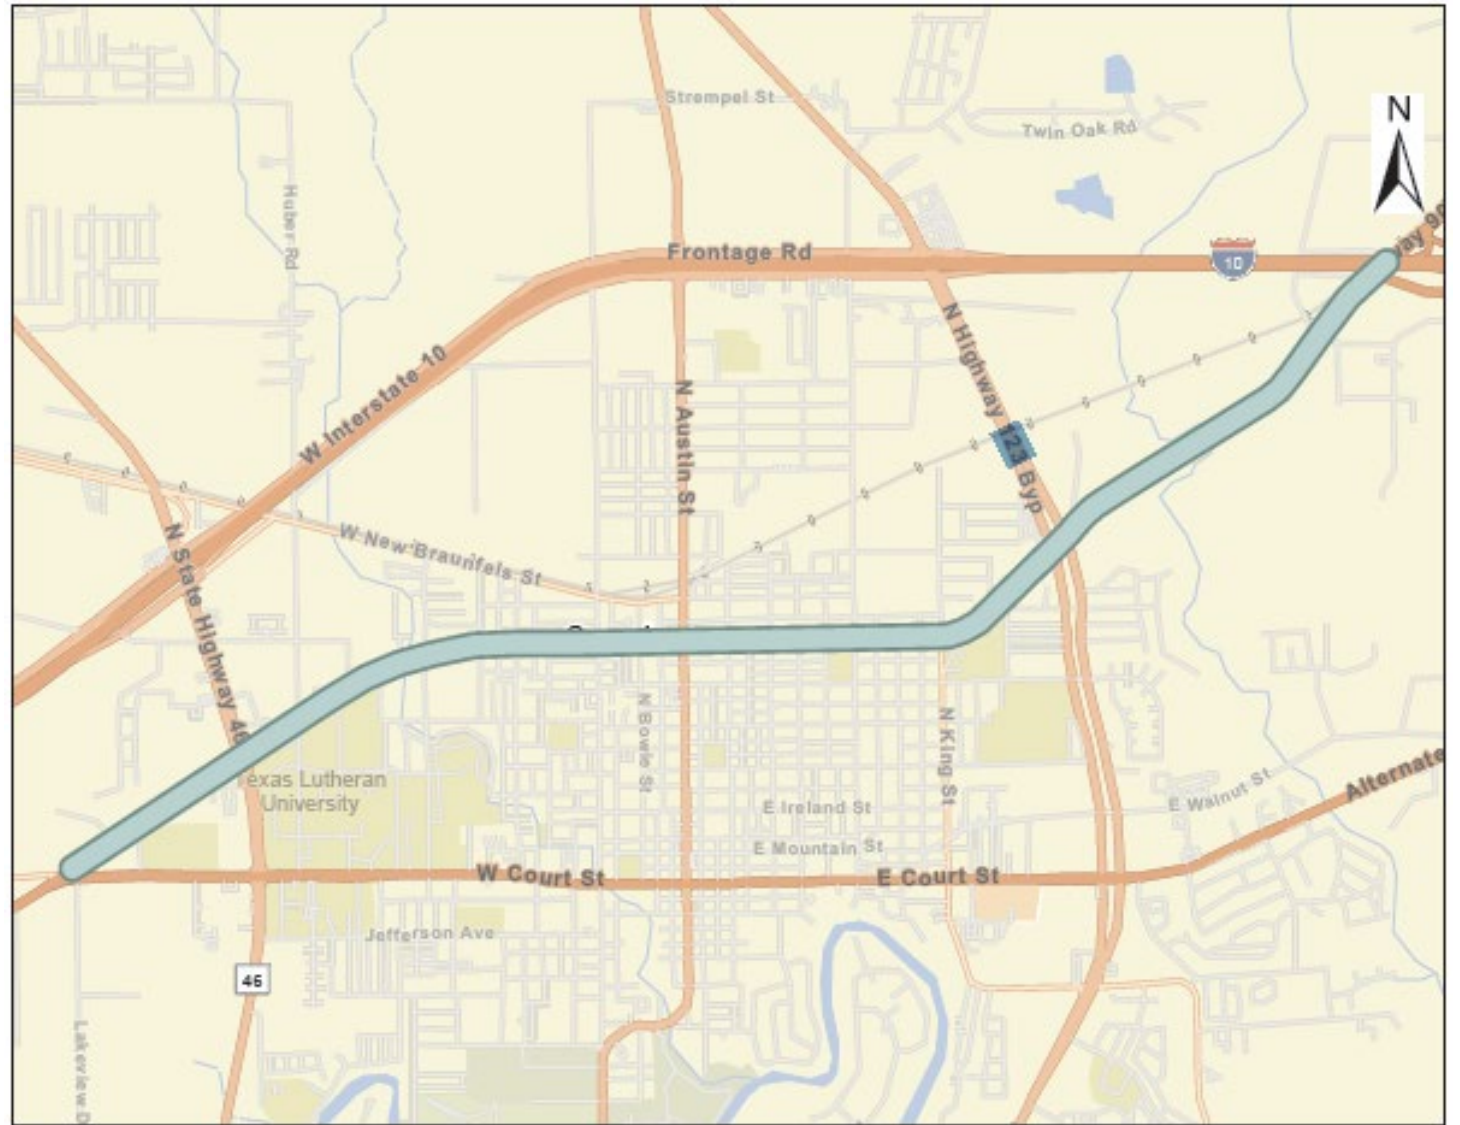 Strempel St
Twin Oak Rd
N
Huber Rd
Frontage Rd
10
N Highway 123 Byp
W Interstate 10
N Austin St
W New Braunfels St
N State Highway 46
N Bowie St
N King St
exas Lutheran
University
E Ireland St
E Walnut St
Alternate
E Mountain St
W Court St
E Court St
Jefferson Ave
46
Lakeview D